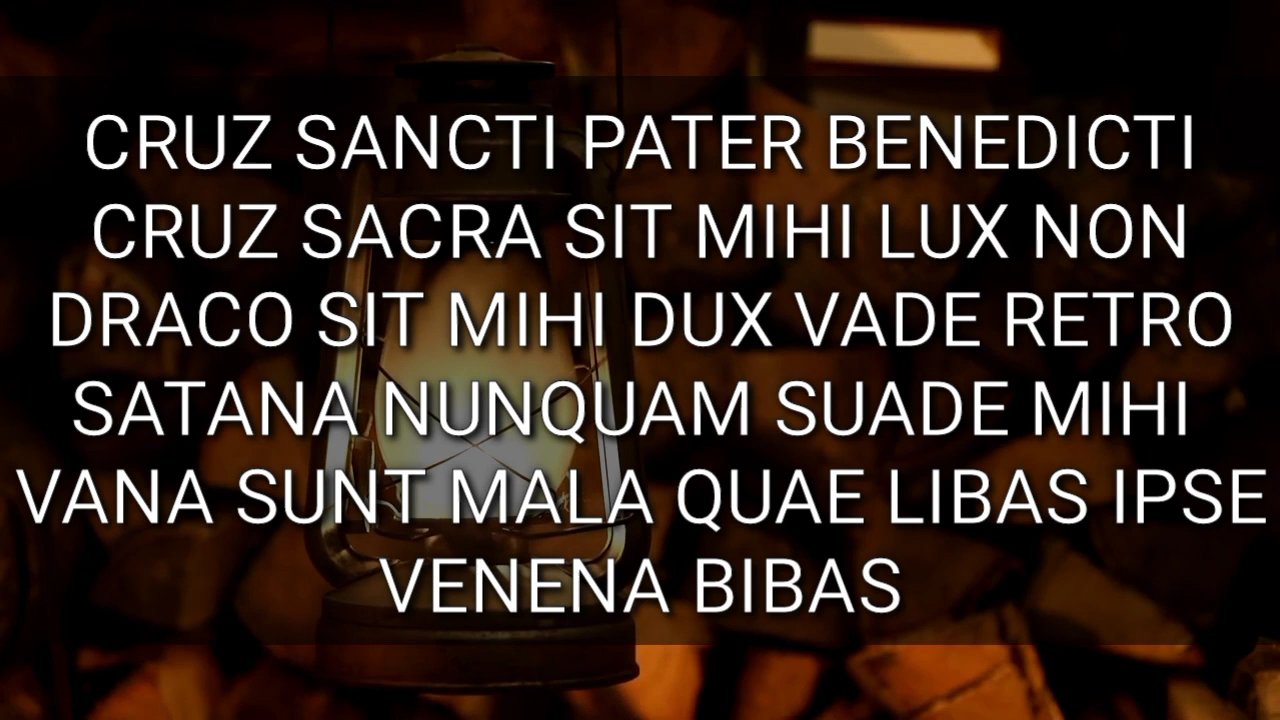 CRUZ SANCTI PATER BENEDICTI
CRUZ SACRA SIT MIHI LUX NON
DRACO SIT MIHI DUX VADE RETRO
SATANA NUNQUAM SUADE MIHI
VANA SUNT MALA QUAE LIBAS IPSE
VENENA BIBAS